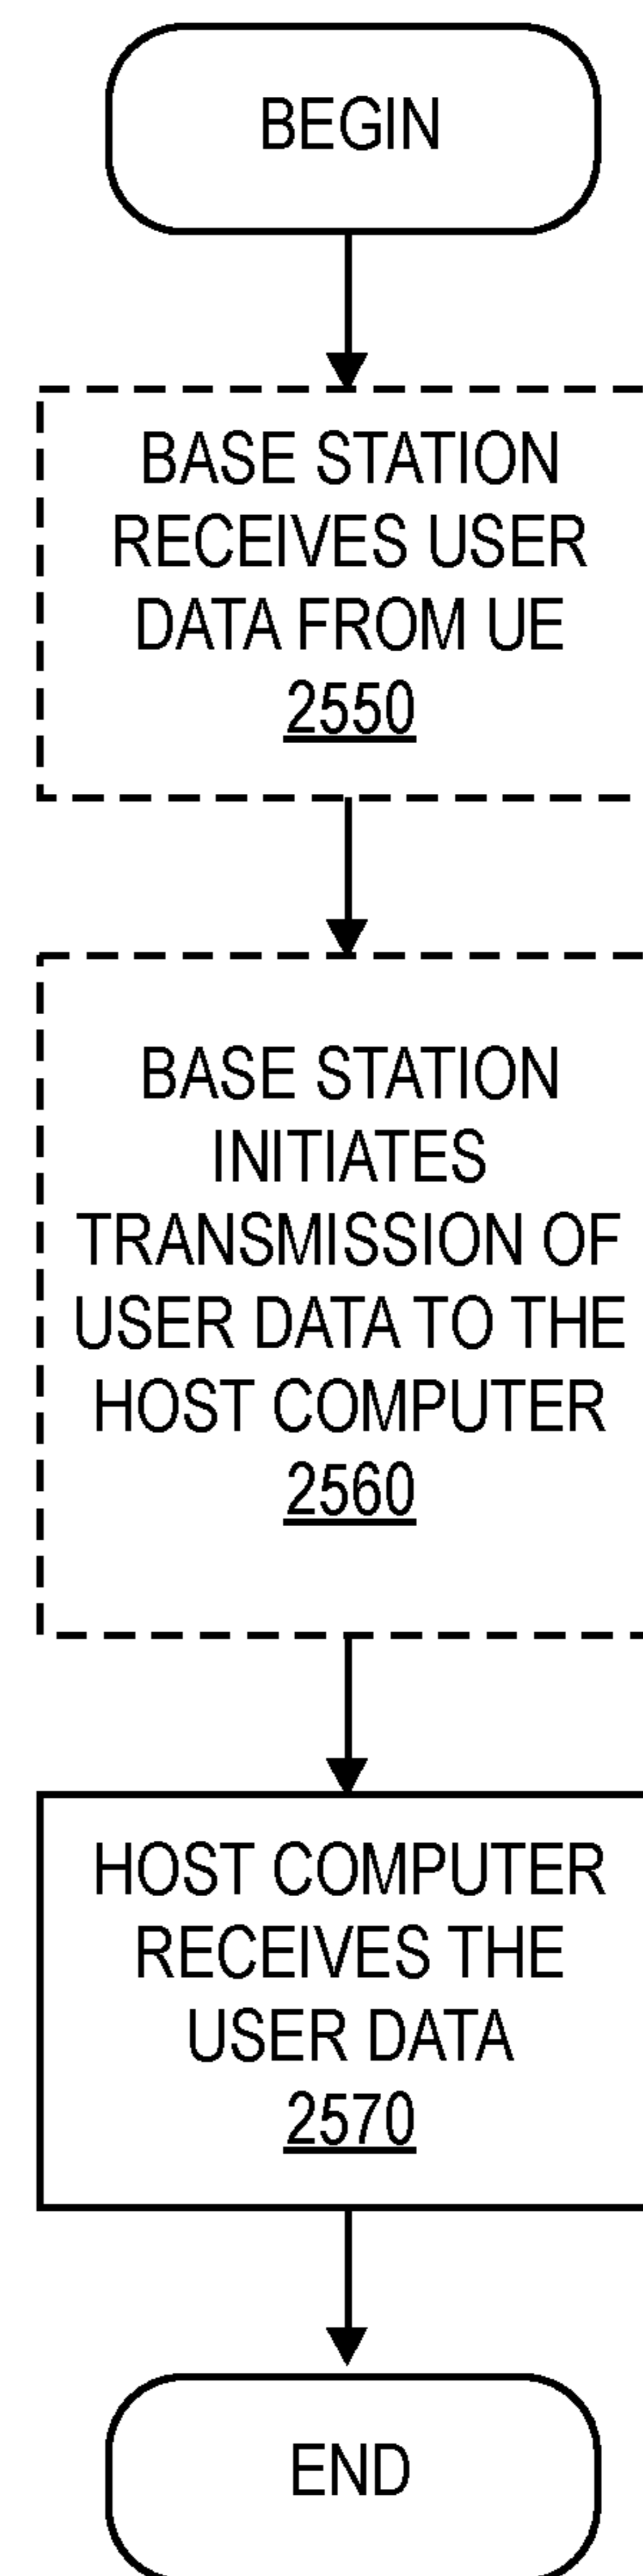 BEGIN
BASE STATION
RECEIVES USER
DATA FROM UE
2550
BASE STATION
INITIATES
TRANSMISSION OF
USER DATA TO THE
HOST COMPUTER
2560
HOST COMPUTER
RECEIVES THE
USER DATA
2570
END